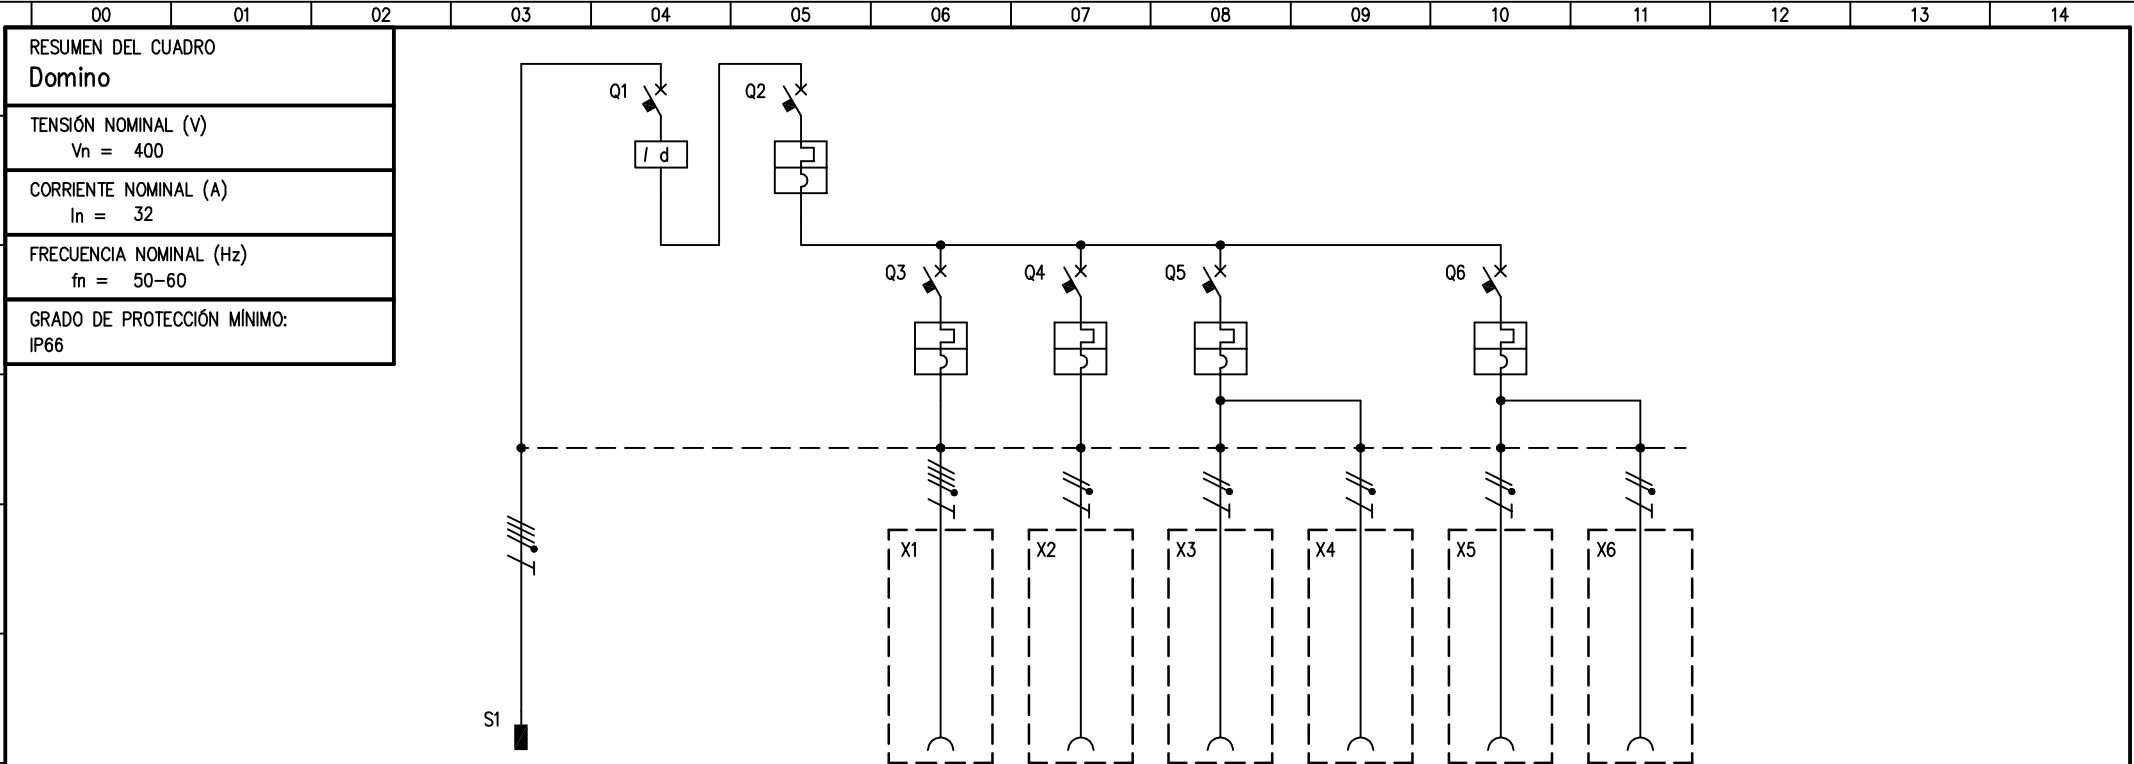 00 01 02 03 04 05 06 07 08 09 10 11 12 13 14
RESUMEN DEL CUADRO
Domino
TENSIÓN NOMINAL (V)
Vn = 400
CORRIENTE NOMINAL (A)
In = 32
FRECUENCIA NOMINAL (Hz)
fn = 50-60
GRADO DE PROTECCIÓN MÍNIMO:
IP66
Q1 Q2
I d
Q3 Q4 Q5 Q6
X1 X2 X3 X4 X5 X6
S1